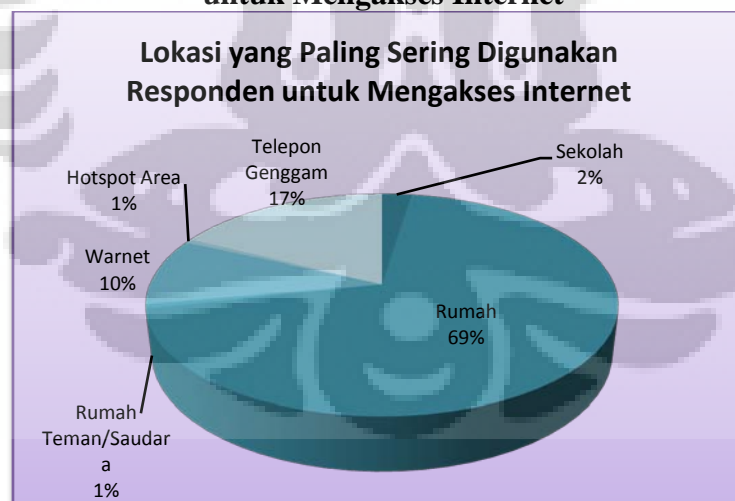 untuk Mengakses Internet
Lokasi yang Paling Sering Digunakan
Responden untuk Mengakses Internet
Telepon
Genggam
17%
Sekolah
2%
Hotspot Area
1%
Warnet
10%
Rumah
69%
Rumah
Teman/Saudar
a
1%